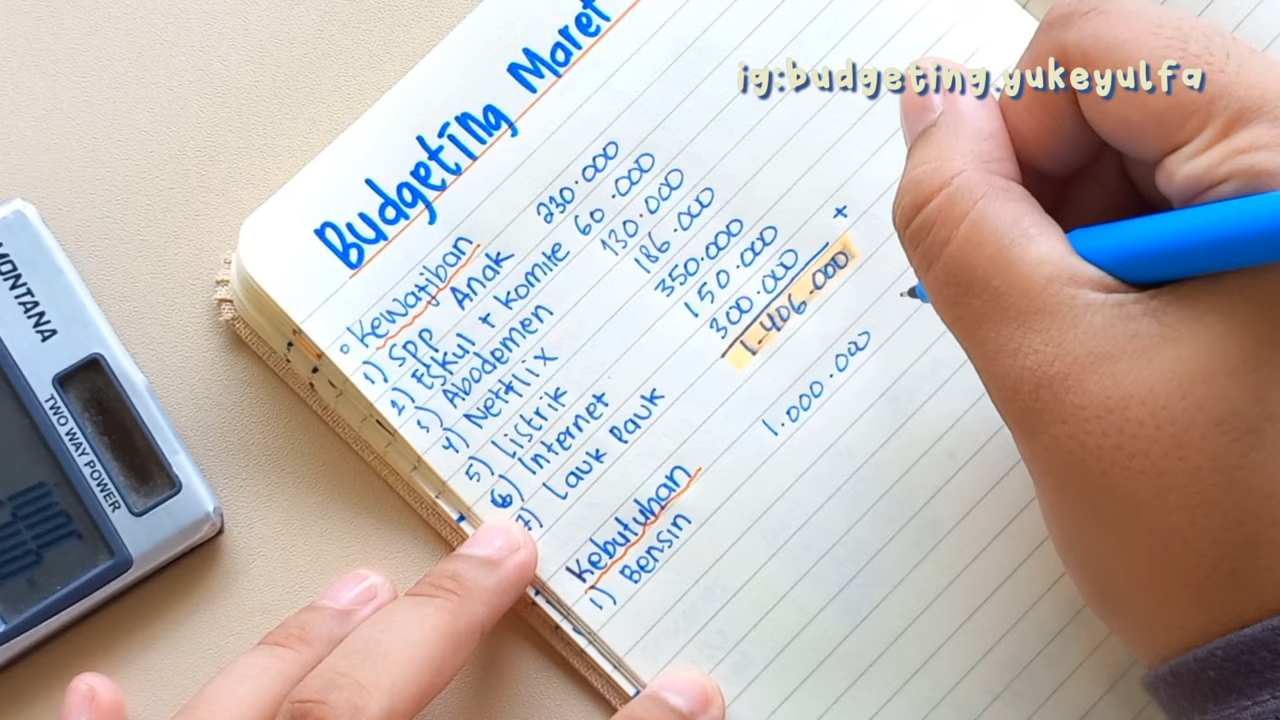 ig:budgeting.yukeyulfa
Budgeting Maret
• Kewajiban
1) SPP Anak 230.000
2) Eskul + komite 60.000
3) Abodemen 130.000
4) Netflix 186.000
5) Listrik 350.000
6) Internet 150.000
7) Lauk Pauk 300.000 +
1.406.000
Kebutuhan
1) Bensin 1.000.000
MONTANA
TWO WAY POWER